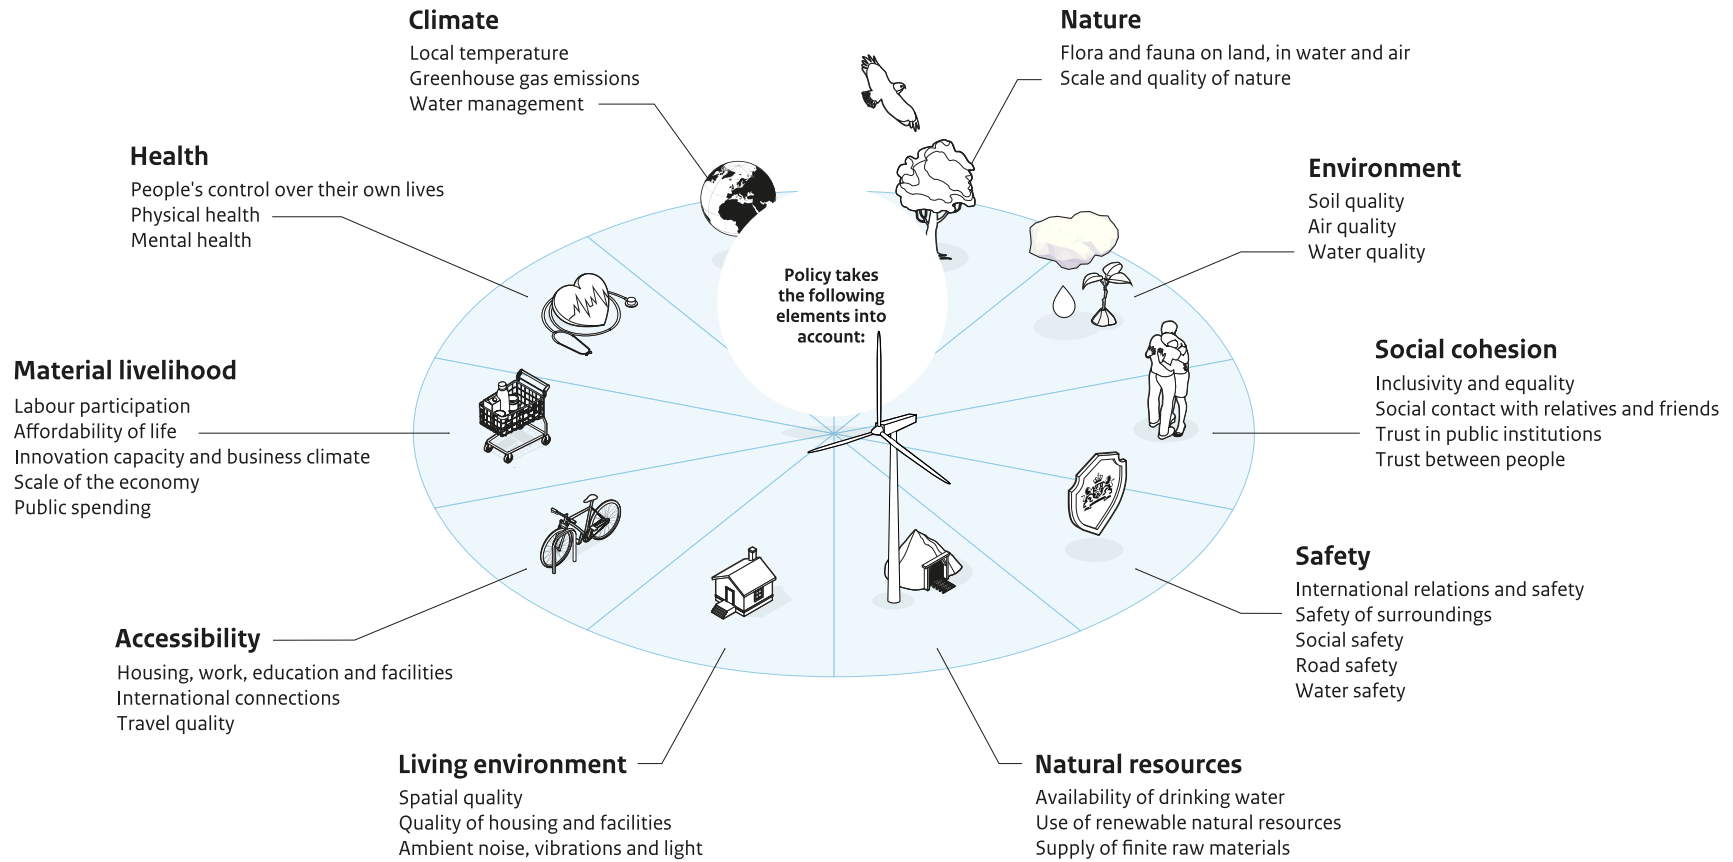 Climate
Local temperature
Greenhouse gas emissions
Water management
Nature
Flora and fauna on land, in water and air
Scale and quality of nature
Health
People's control over their own lives
Physical health
Mental health
Environment
Soil quality
Air quality
Water quality
Policy takes
the following
elements into
account:
Material livelihood
Labour participation
Affordability of life
Innovation capacity and business climate
Scale of the economy
Public spending
Social cohesion
Inclusivity and equality
Social contact with relatives and friends
Trust in public institutions
Trust between people
Accessibility
Housing, work, education and facilities
International connections
Travel quality
Safety
International relations and safety
Safety of surroundings
Social safety
Road safety
Water safety
Living environment
Spatial quality
Quality of housing and facilities
Ambient noise, vibrations and light
Natural resources
Availability of drinking water
Use of renewable natural resources
Supply of finite raw materials